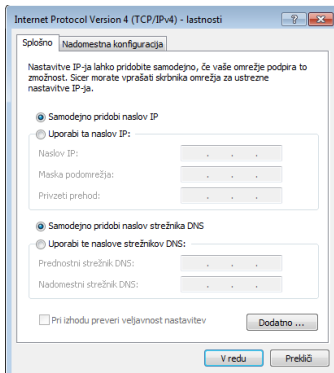 Internet Protocol Version 4 (TCP/IPv4) - lastnosti
Splošno
Nadomestna konfiguracija
Nastavitve IP-ja lahko pridobite samodejno, če vaše omrežje podpira to
zmožnost. Sicer morate vprašati skrbnika omrežja za ustrezne
nastavitve IP-ja.
Samodejno pridobi naslov IP
Uporabi ta naslov IP:
Naslov IP:
Maska podomrežja:
Privzeti prehod:
Samodejno pridobi naslov strežnika DNS
Uporabi te naslove strežnikov DNS:
Prednostni strežnik DNS:
Nadomestni strežnik DNS:
Pri izhodu preveri veljavnost nastavitev
Dodatno ...
V redu
Prekliči